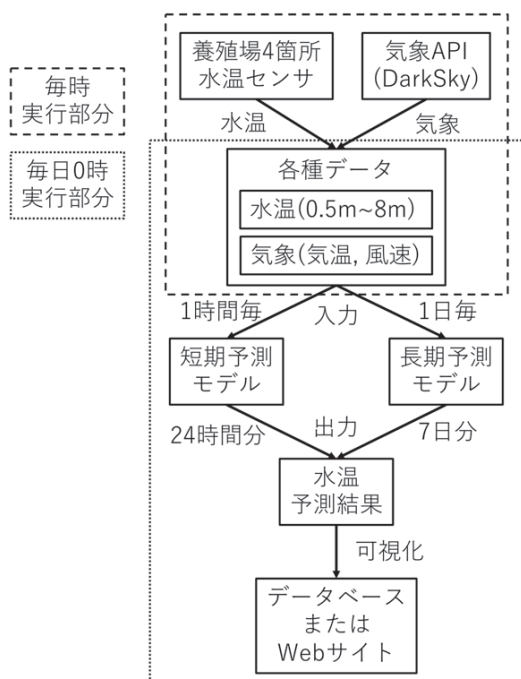 養殖場4箇所
水温センサ
気象API
(DarkSky)
毎時
実行部分
水温
気象
毎日0時
実行部分
各種データ
水温(0.5m~8m)
気象(気温, 風速)
1時間毎
入力
1日毎
短期予測
モデル
長期予測
モデル
24時間分
出力
7日分
水温
予測結果
可視化
データベース
または
Webサイト